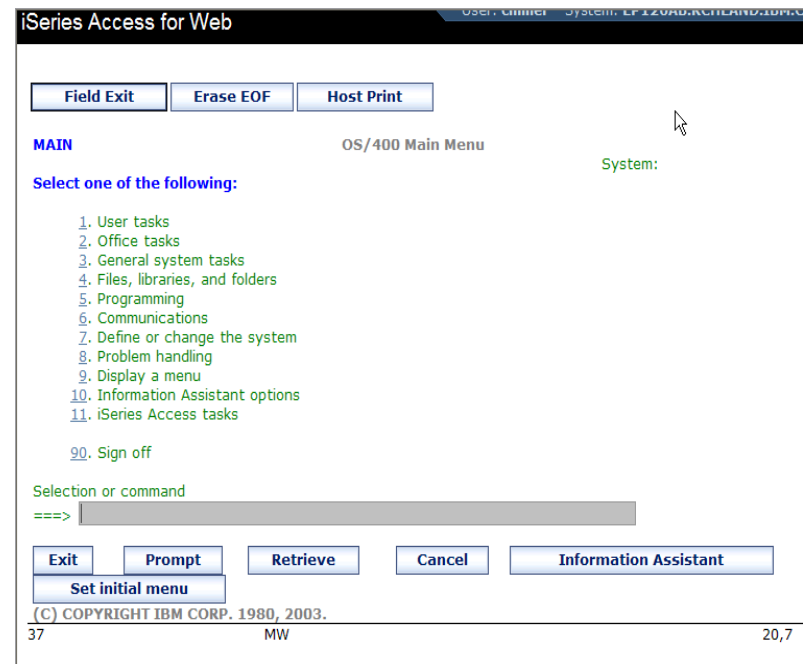 iSeries Access for Web
User: System:
Field Exit Erase EOF Host Print
MAIN OS/400 Main Menu
System:
Select one of the following:
1. User tasks
2. Office tasks
3. General system tasks
4. Files, libraries, and folders
5. Programming
6. Communications
7. Define or change the system
8. Problem handling
9. Display a menu
10. Information Assistant options
11. iSeries Access tasks
90. Sign off
Selection or command
===>
Exit Prompt Retrieve Cancel Information Assistant
Set initial menu
(C) COPYRIGHT IBM CORP. 1980, 2003.
37 MW 20,7